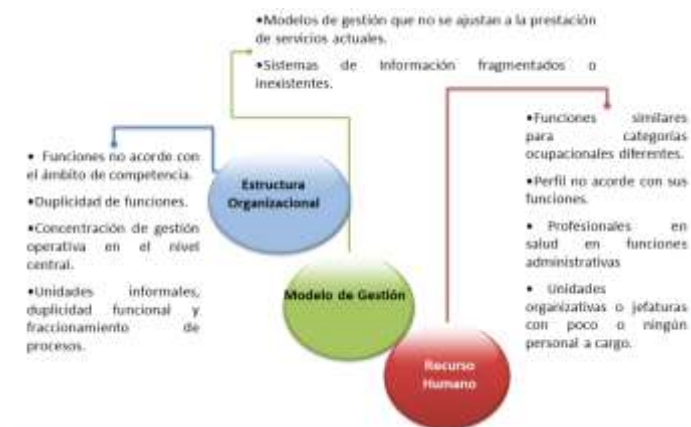 •Modelos de gestión que no se ajustan a la prestación
de servicios actuales.
•Sistemas de Información fragmentados o
inexistentes.
• Funciones no acorde con
el ámbito de competencia.
•Duplicidad de funciones.
•Concentración de gestión
operativa en el nivel
central.
•Unidades informales,
duplicidad funcional y
fraccionamiento de
procesos.
Estructura
Organizacional
Modelo de Gestión
Recurso
Humano
•Funciones similares
para categorías
ocupacionales diferentes.
•Perfil no acorde con sus
funciones.
• Profesionales en
salud en funciones
administrativas
• Unidades
organizativas o jefaturas
con poco o ningún
personal a cargo.